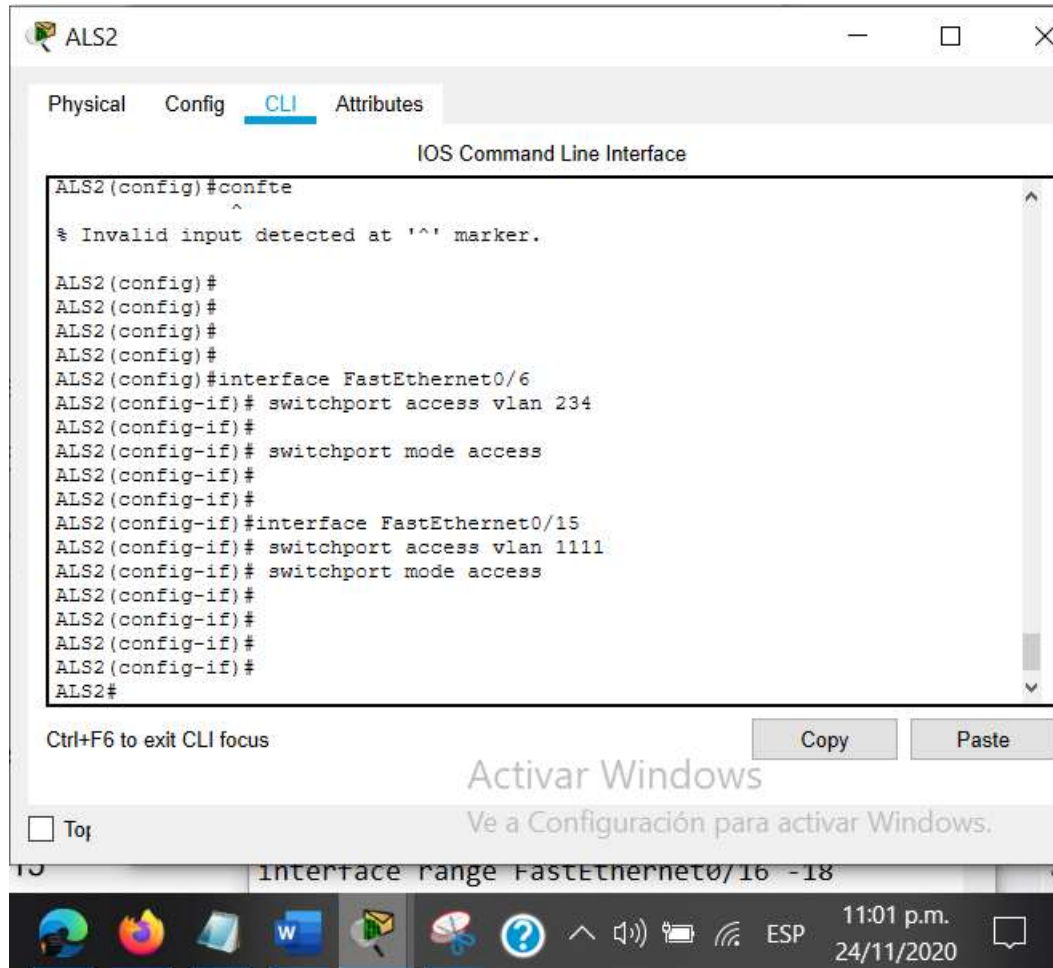 ALS2
Physical Config CLI Attributes
IOS Command Line Interface
ALS2(config)#confte
^
% Invalid input detected at '^' marker.
ALS2(config)#
ALS2(config)#
ALS2(config)#
ALS2(config)#
ALS2(config)#interface FastEthernet0/6
ALS2(config-if)# switchport access vlan 234
ALS2(config-if)#
ALS2(config-if)# switchport mode access
ALS2(config-if)#
ALS2(config-if)#
ALS2(config-if)#interface FastEthernet0/15
ALS2(config-if)# switchport access vlan 1111
ALS2(config-if)# switchport mode access
ALS2(config-if)#
ALS2(config-if)#
ALS2(config-if)#
ALS2(config-if)#
ALS2#
Ctrl+F6 to exit CLI focus
Copy Paste
Activar Windows
Ve a Configuración para activar Windows.
interface range FastEthernet0/16 -18
W
ESP
11:01 p.m.
24/11/2020